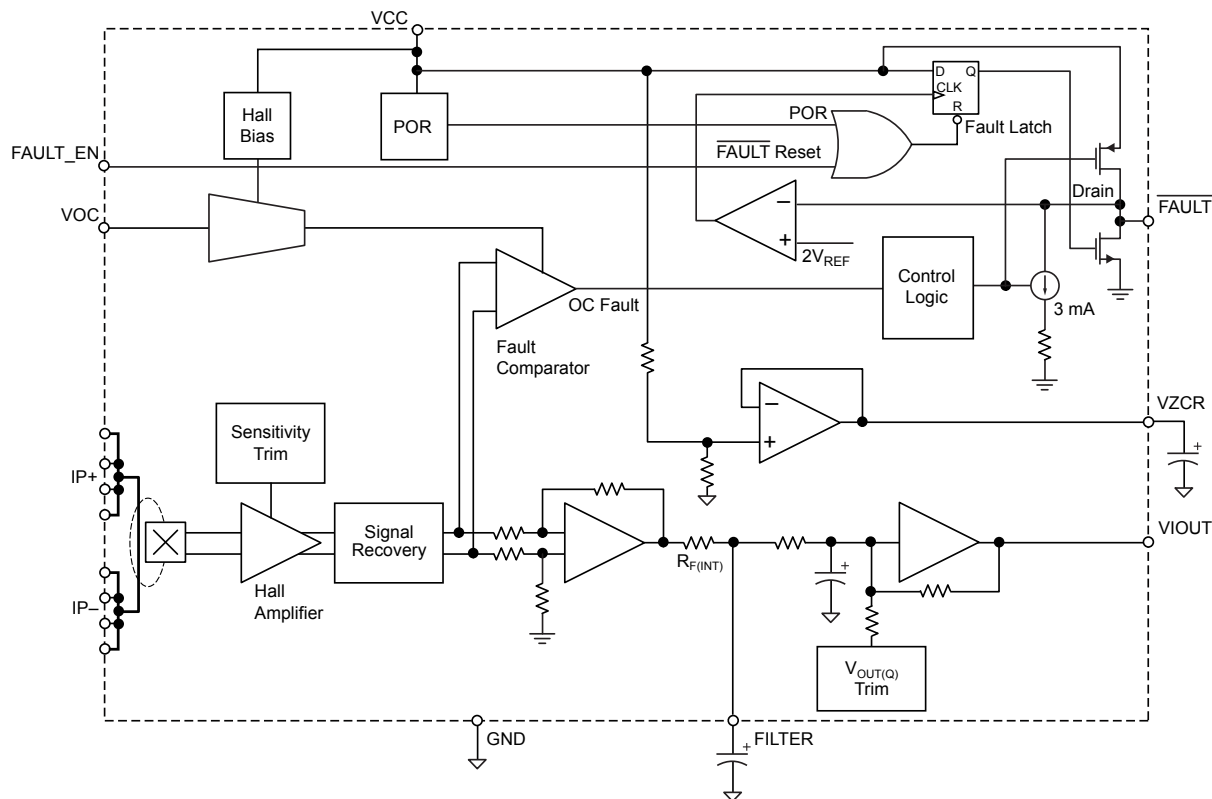 VCC
D Q
CLK
R
Hall
Bias
POR
POR
Fault Latch
FAULT_EN
FAULT Reset
Drain
FAULT
VOC
−
+
2VREF
Control
Logic
OC Fault
3 mA
Fault
Comparator
−
+
VZCR
+
Sensitivity
Trim
IP+
Signal
Recovery
VIOUT
RF(INT)
+
Hall
Amplifier
IP–
VOUT(Q)
Trim
GND
FILTER
+